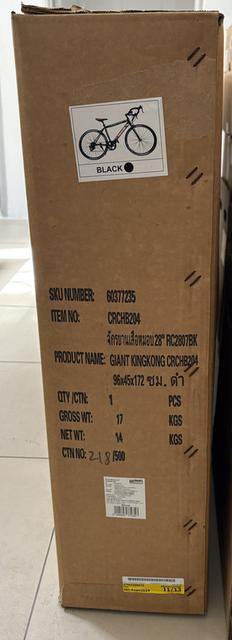 BLACK
SKU NUMBER: 60377235
ITEM NO: CRCHB204
จักรยานเสือหมอบ 28" RC2807BK
PRODUCT NAME: GIANT KINGKONG CRCHB204
96x45x172 ซม. ดำ
QTY /CTN: 1 PCS
GROSS WT: 17 KGS
NET WT: 14 KGS
CTN NO: 218/500